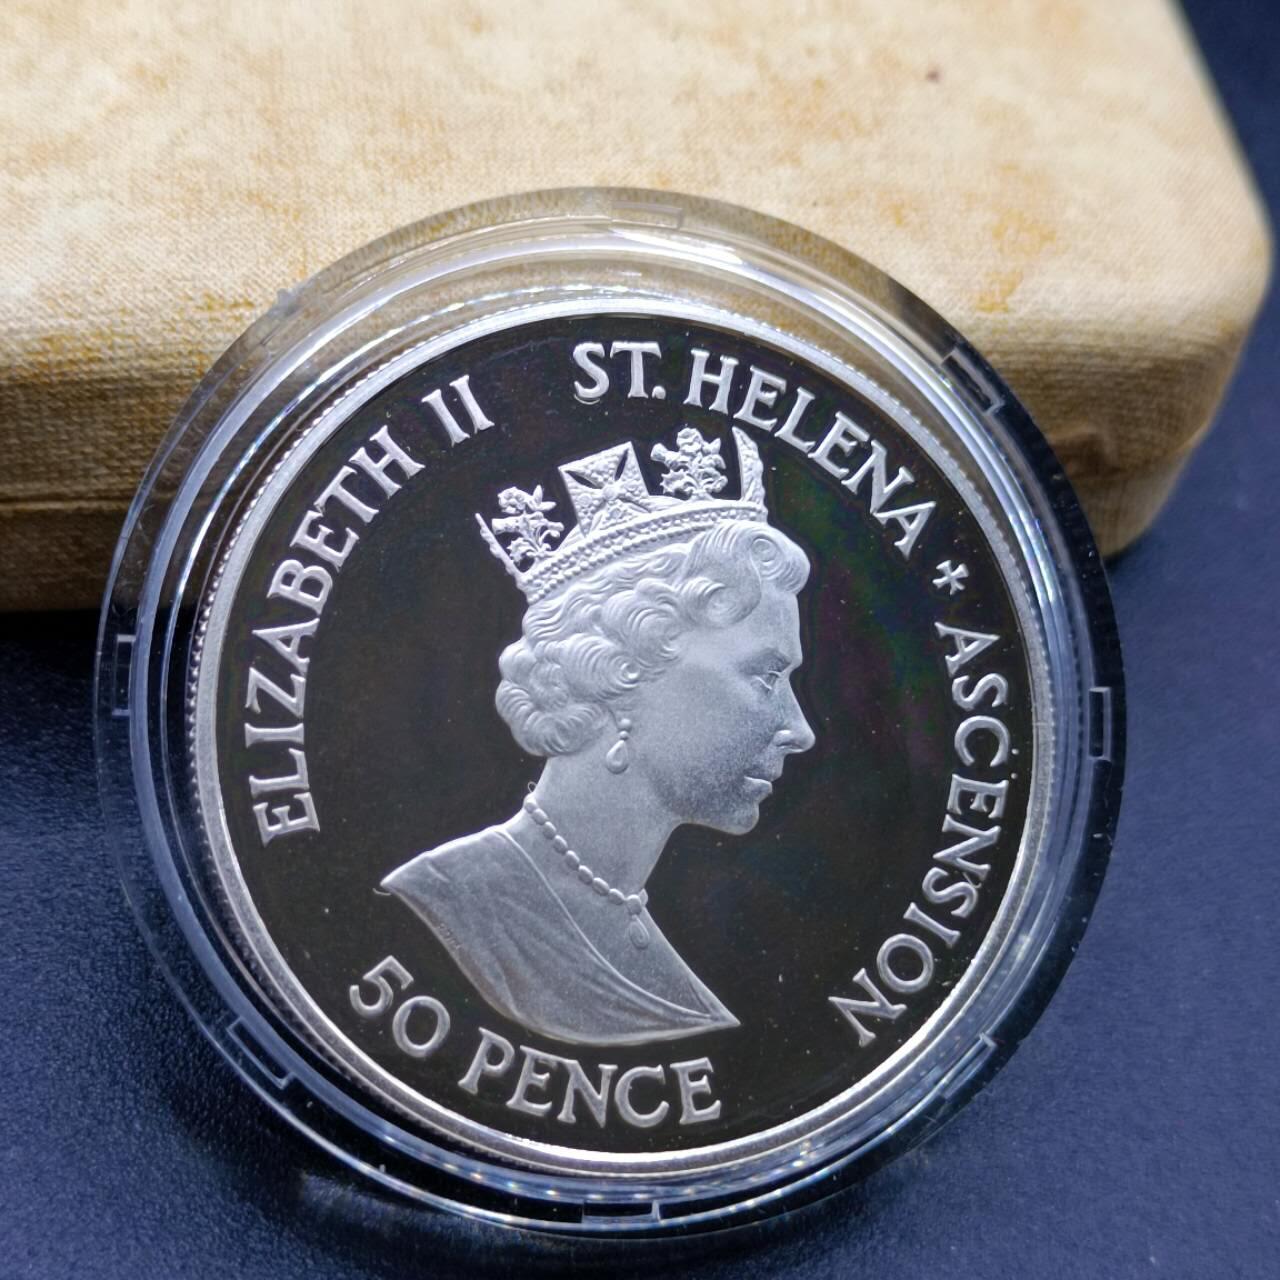 ELIZABETH II
ST. HELENA * ASCENSION
50 PENCE